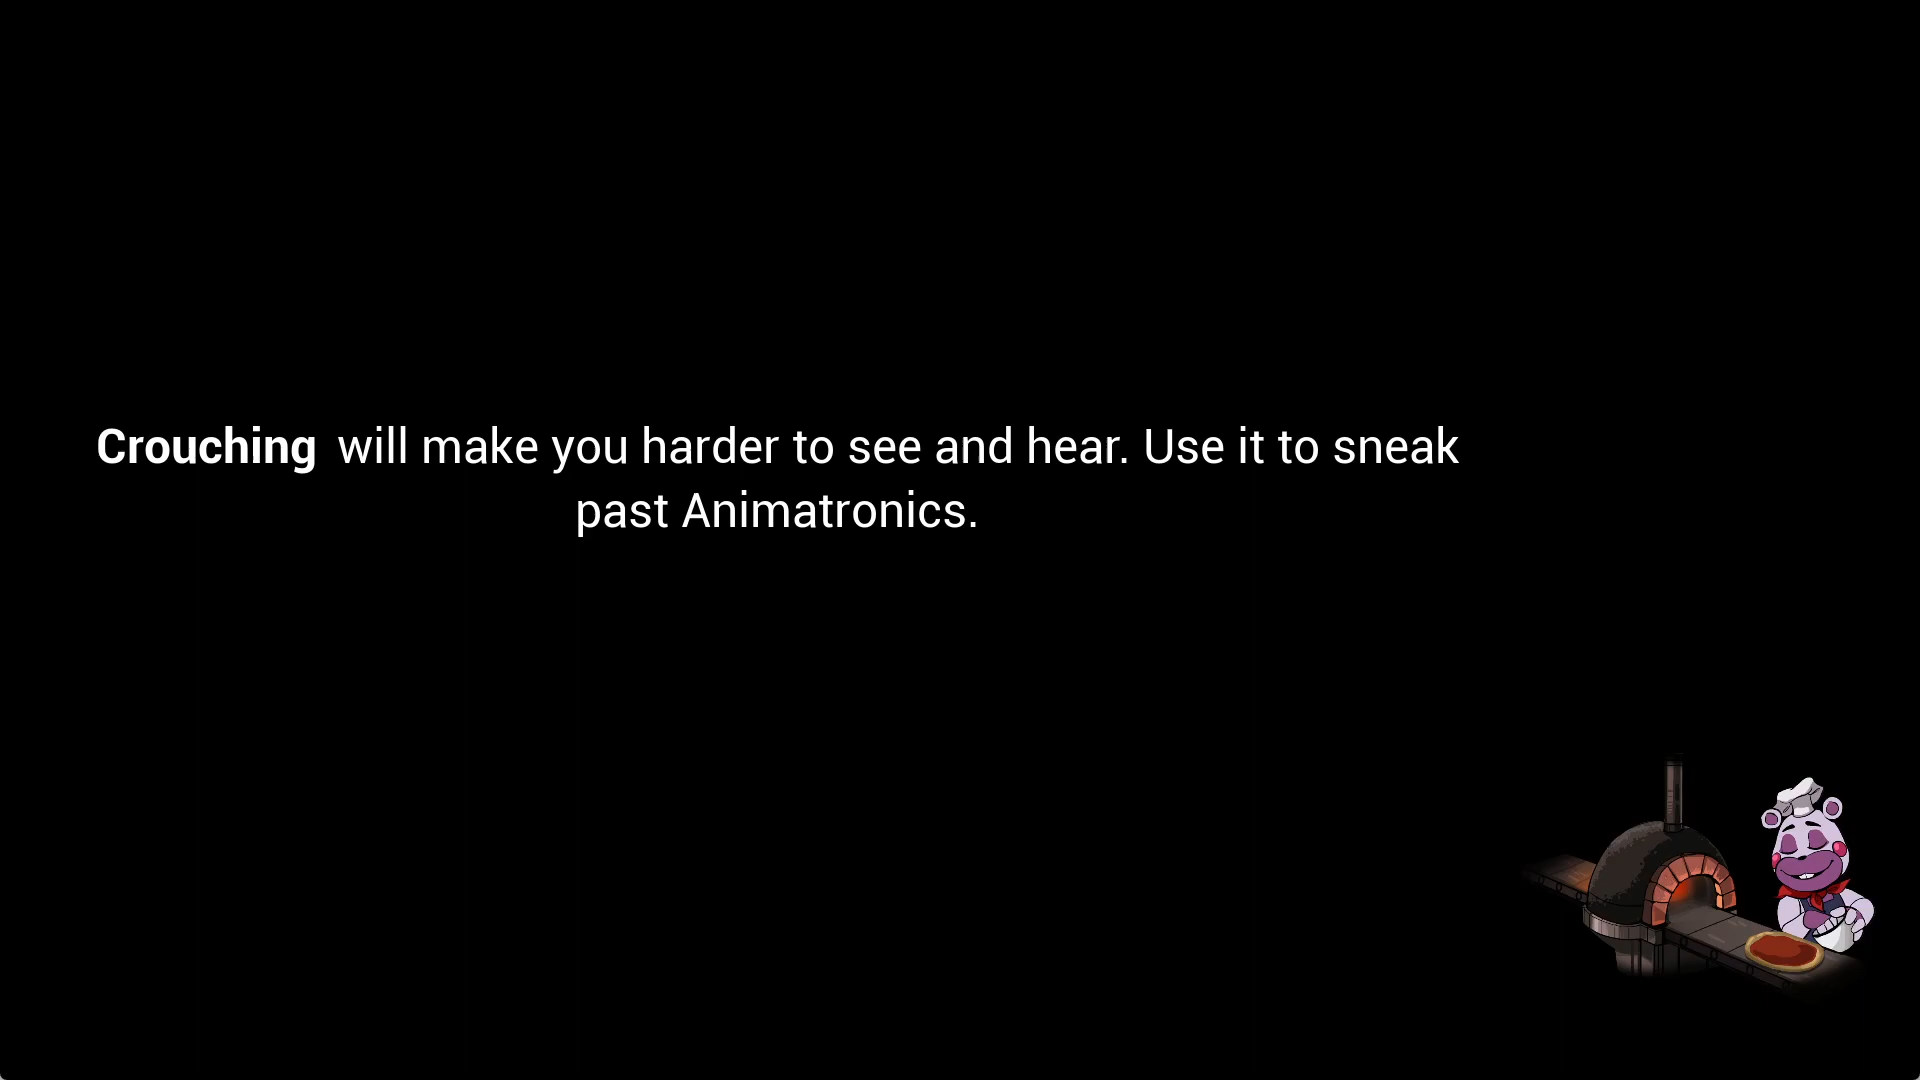 Crouching will make you harder to see and hear. Use it to sneak
past Animatronics.